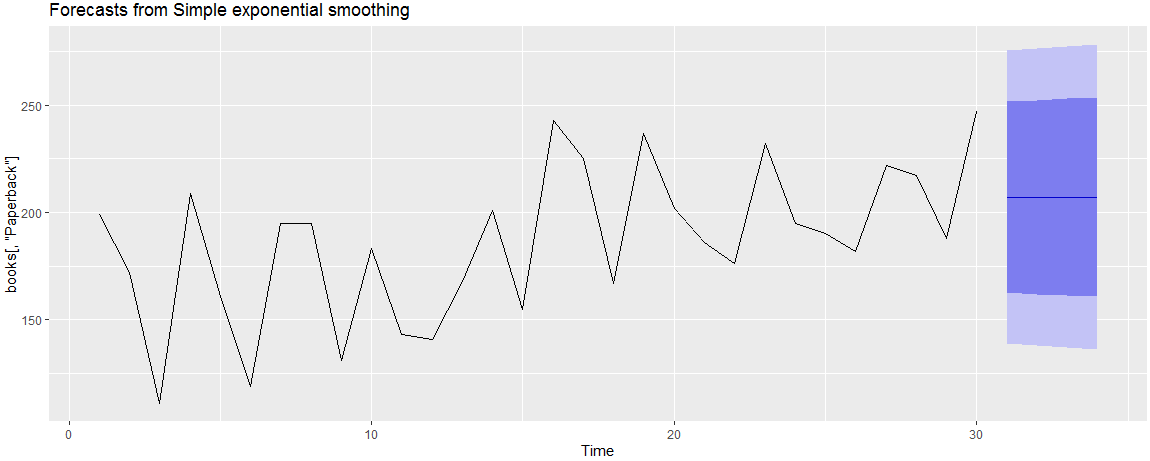 Forecasts from Simple exponential smoothing
250
200
150
books[, "Paperback"]
0 10 20 30
Time